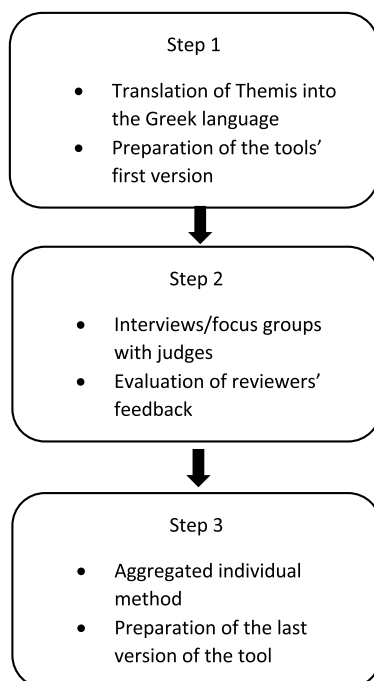 Step 1
• Translation of Themis into
the Greek language
• Preparation of the tools’
first version
Step 2
• Interviews/focus groups
with judges
• Evaluation of reviewers’
feedback
Step 3
• Aggregated individual
method
• Preparation of the last
version of the tool